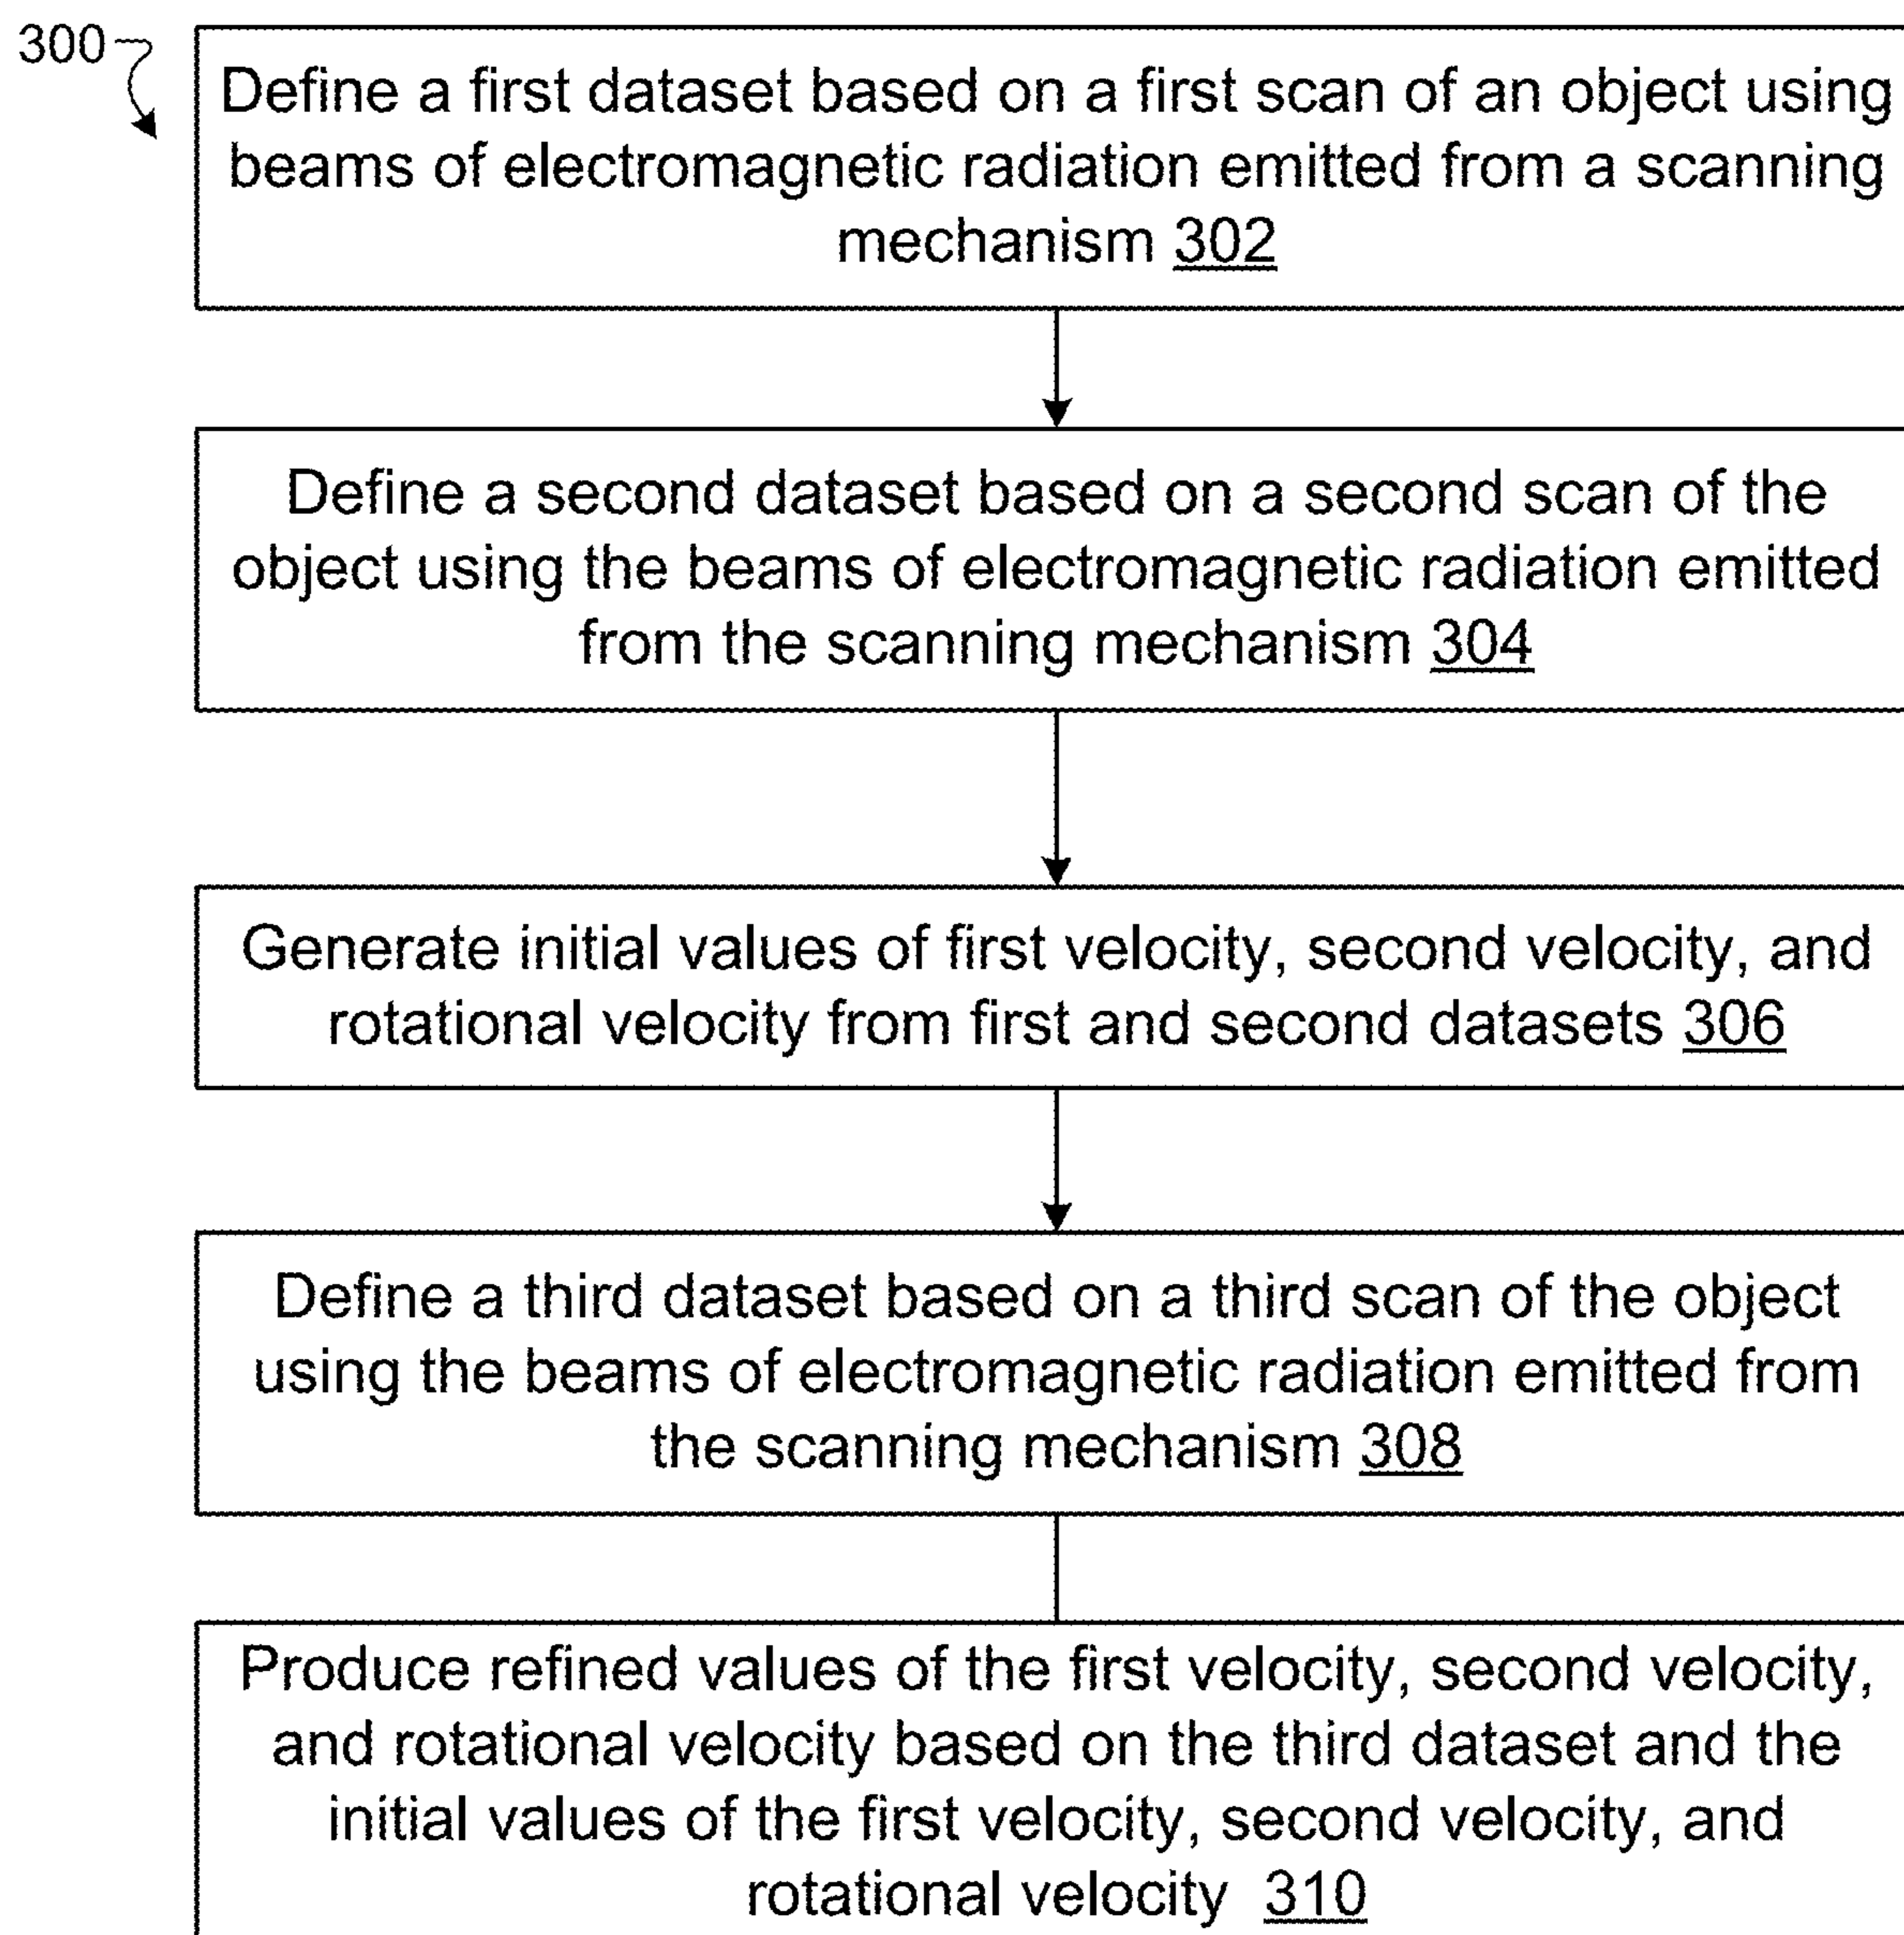 300
Define a first dataset based on a first scan of an object using
beams of electromagnetic radiation emitted from a scanning
mechanism 302
Define a second dataset based on a second scan of the
object using the beams of electromagnetic radiation emitted
from the scanning mechanism 304
Generate initial values of first velocity, second velocity, and
rotational velocity from first and second datasets 306
Define a third dataset based on a third scan of the object
using the beams of electromagnetic radiation emitted from
the scanning mechanism 308
Produce refined values of the first velocity, second velocity,
and rotational velocity based on the third dataset and the
initial values of the first velocity, second velocity, and
rotational velocity 310